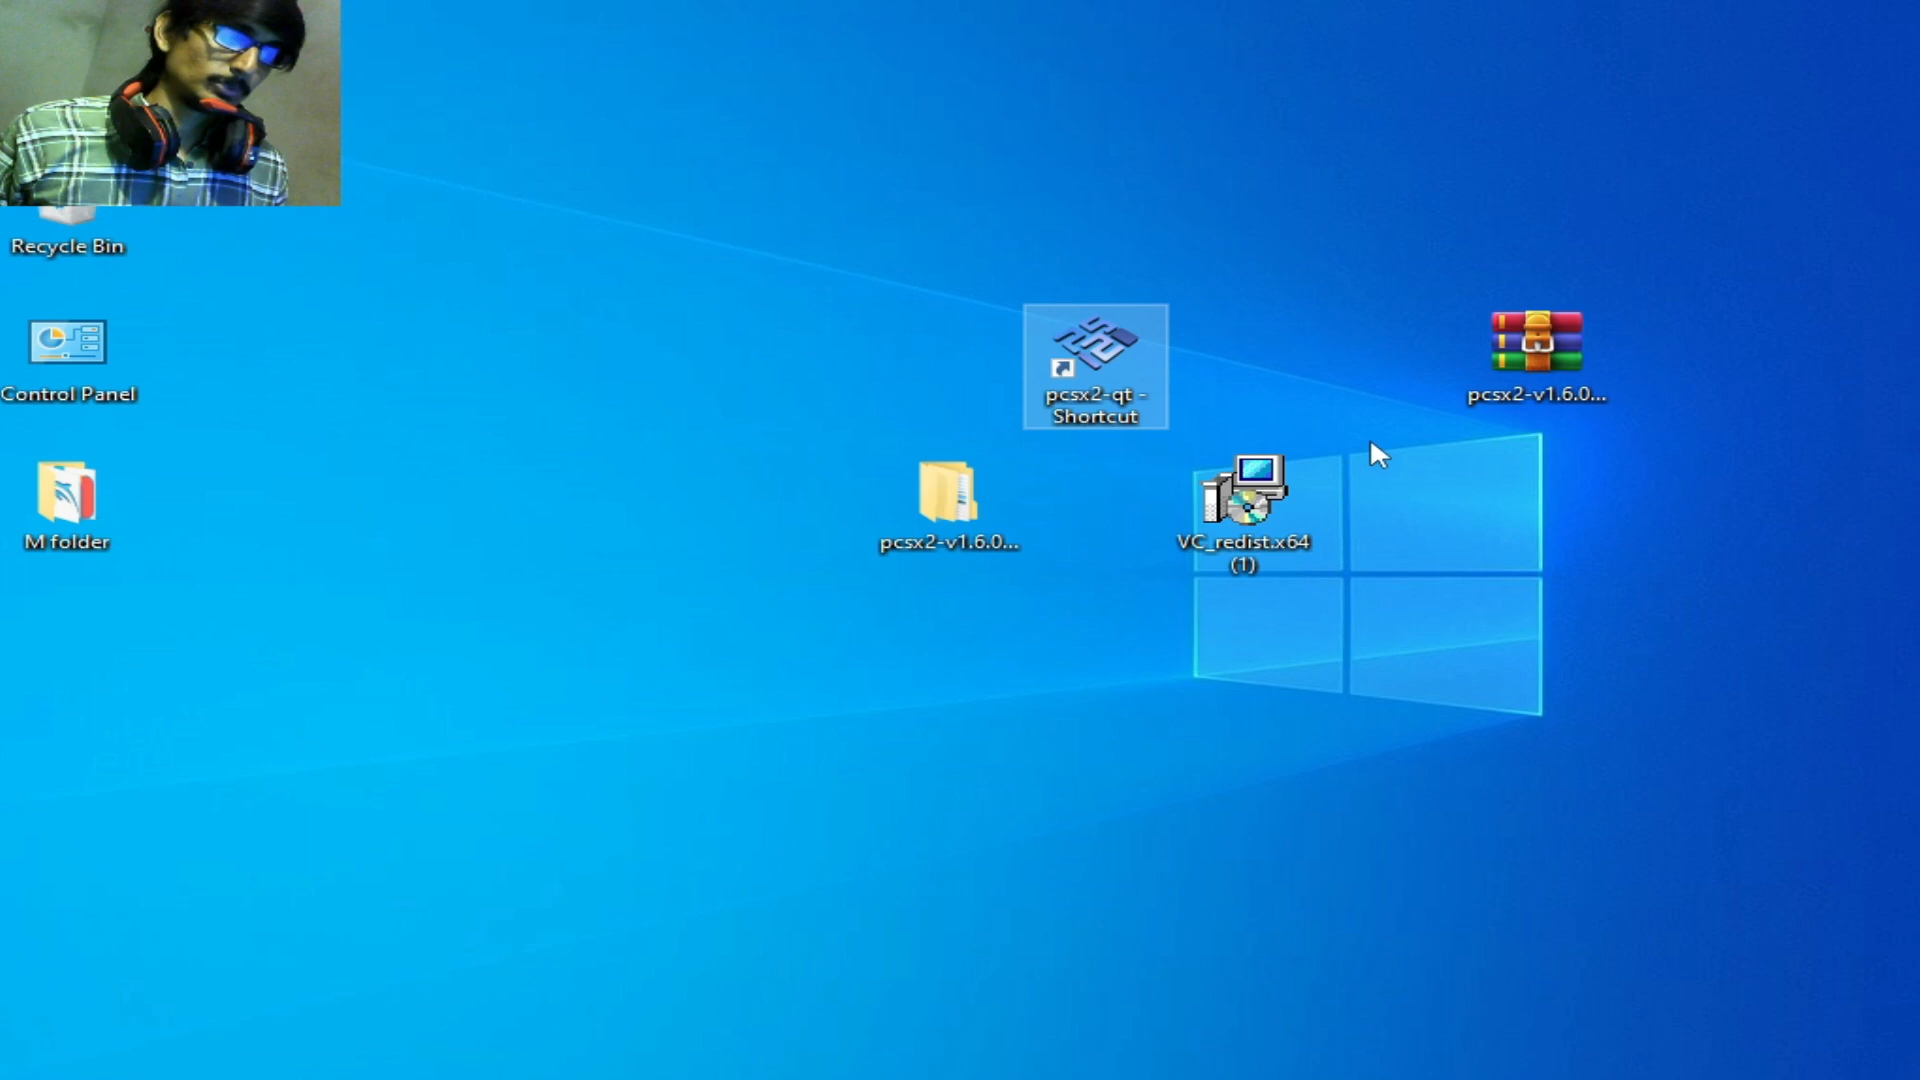 Recycle Bin
Control Panel
M folder
pcsx2-qt -
Shortcut
pcsx2-v1.6.0...
pcsx2-v1.6.0...
VC_redist.x64
(1)